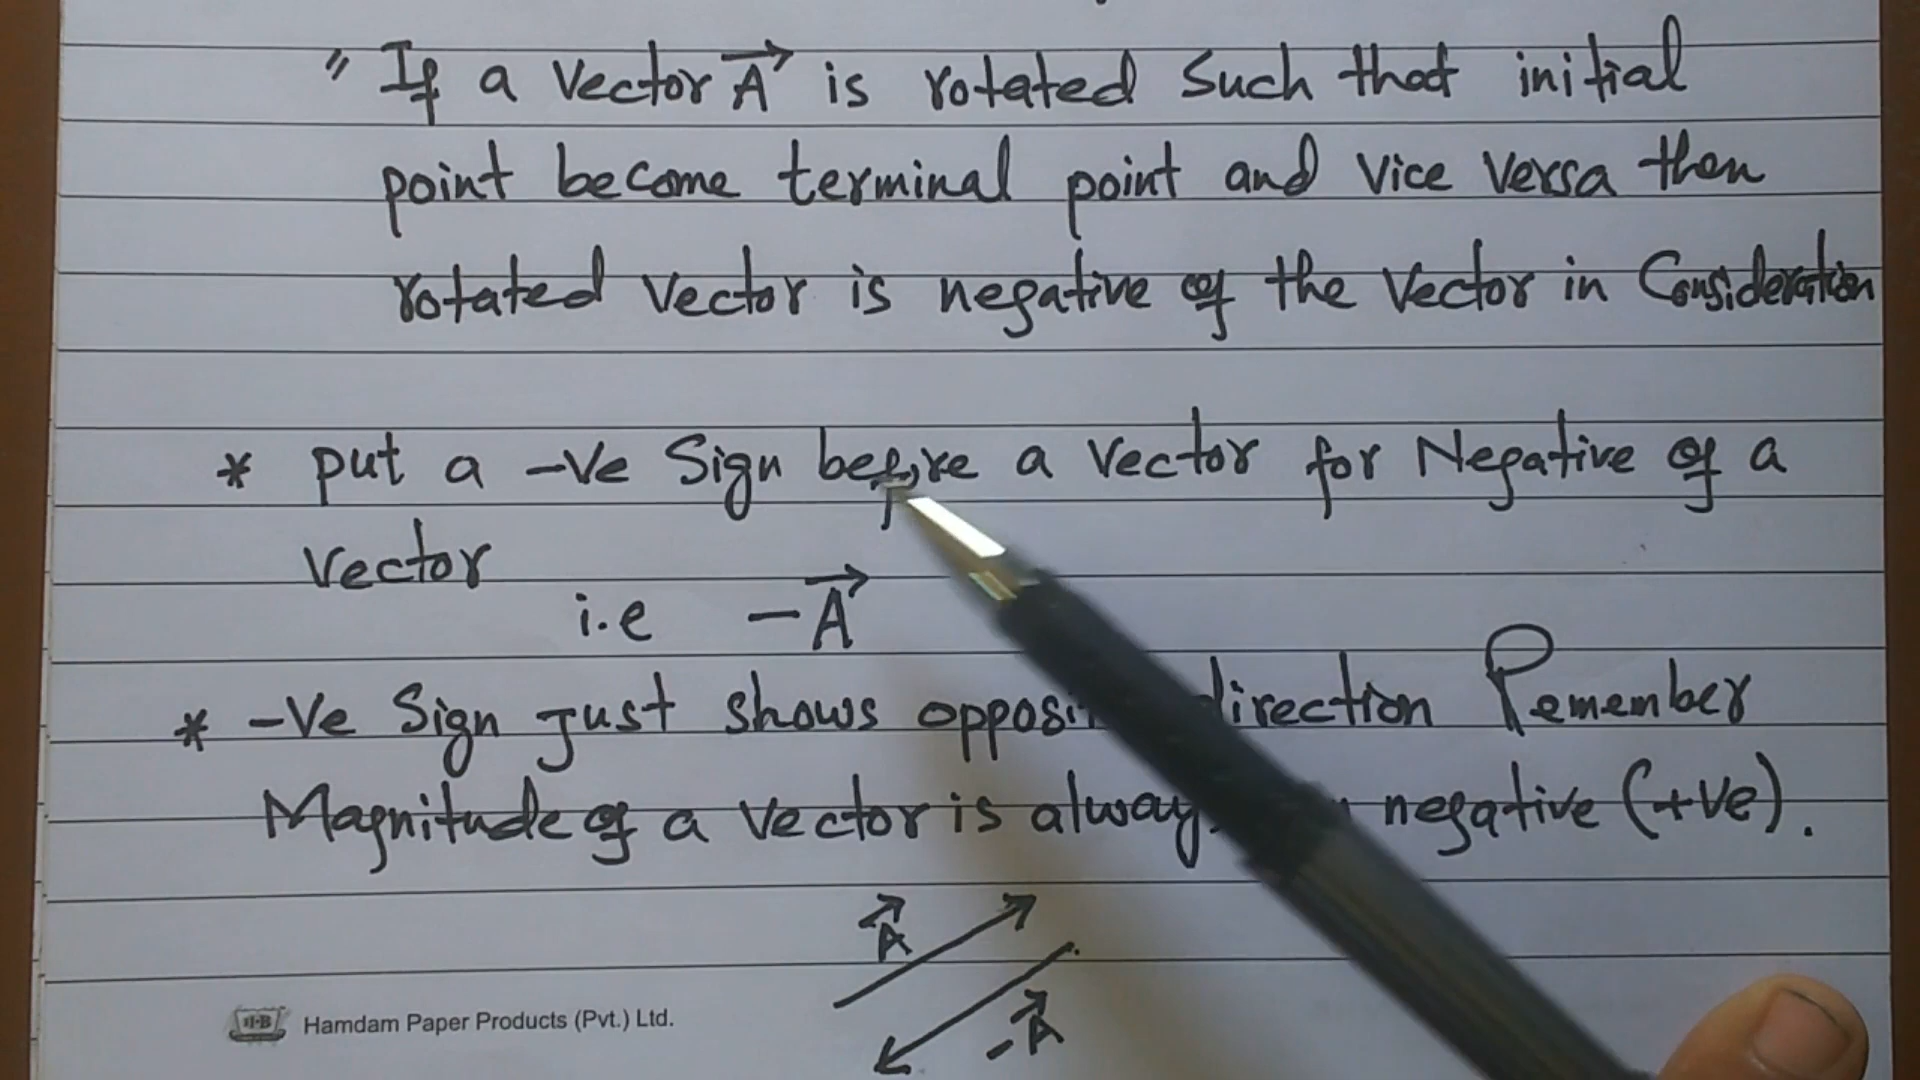 " If a vector A is rotated such that initial
point become terminal point and vice versa then
rotated vector is negative of the vector in Consideration
* put a -ve Sign before a vector for Negative of a
vector
i.e -A
* -Ve Sign Just shows direction Remember
Magnitude of a vector is negative (+ve).
A
-A
H-B Hamdam Paper Products (Pvt.) Ltd.